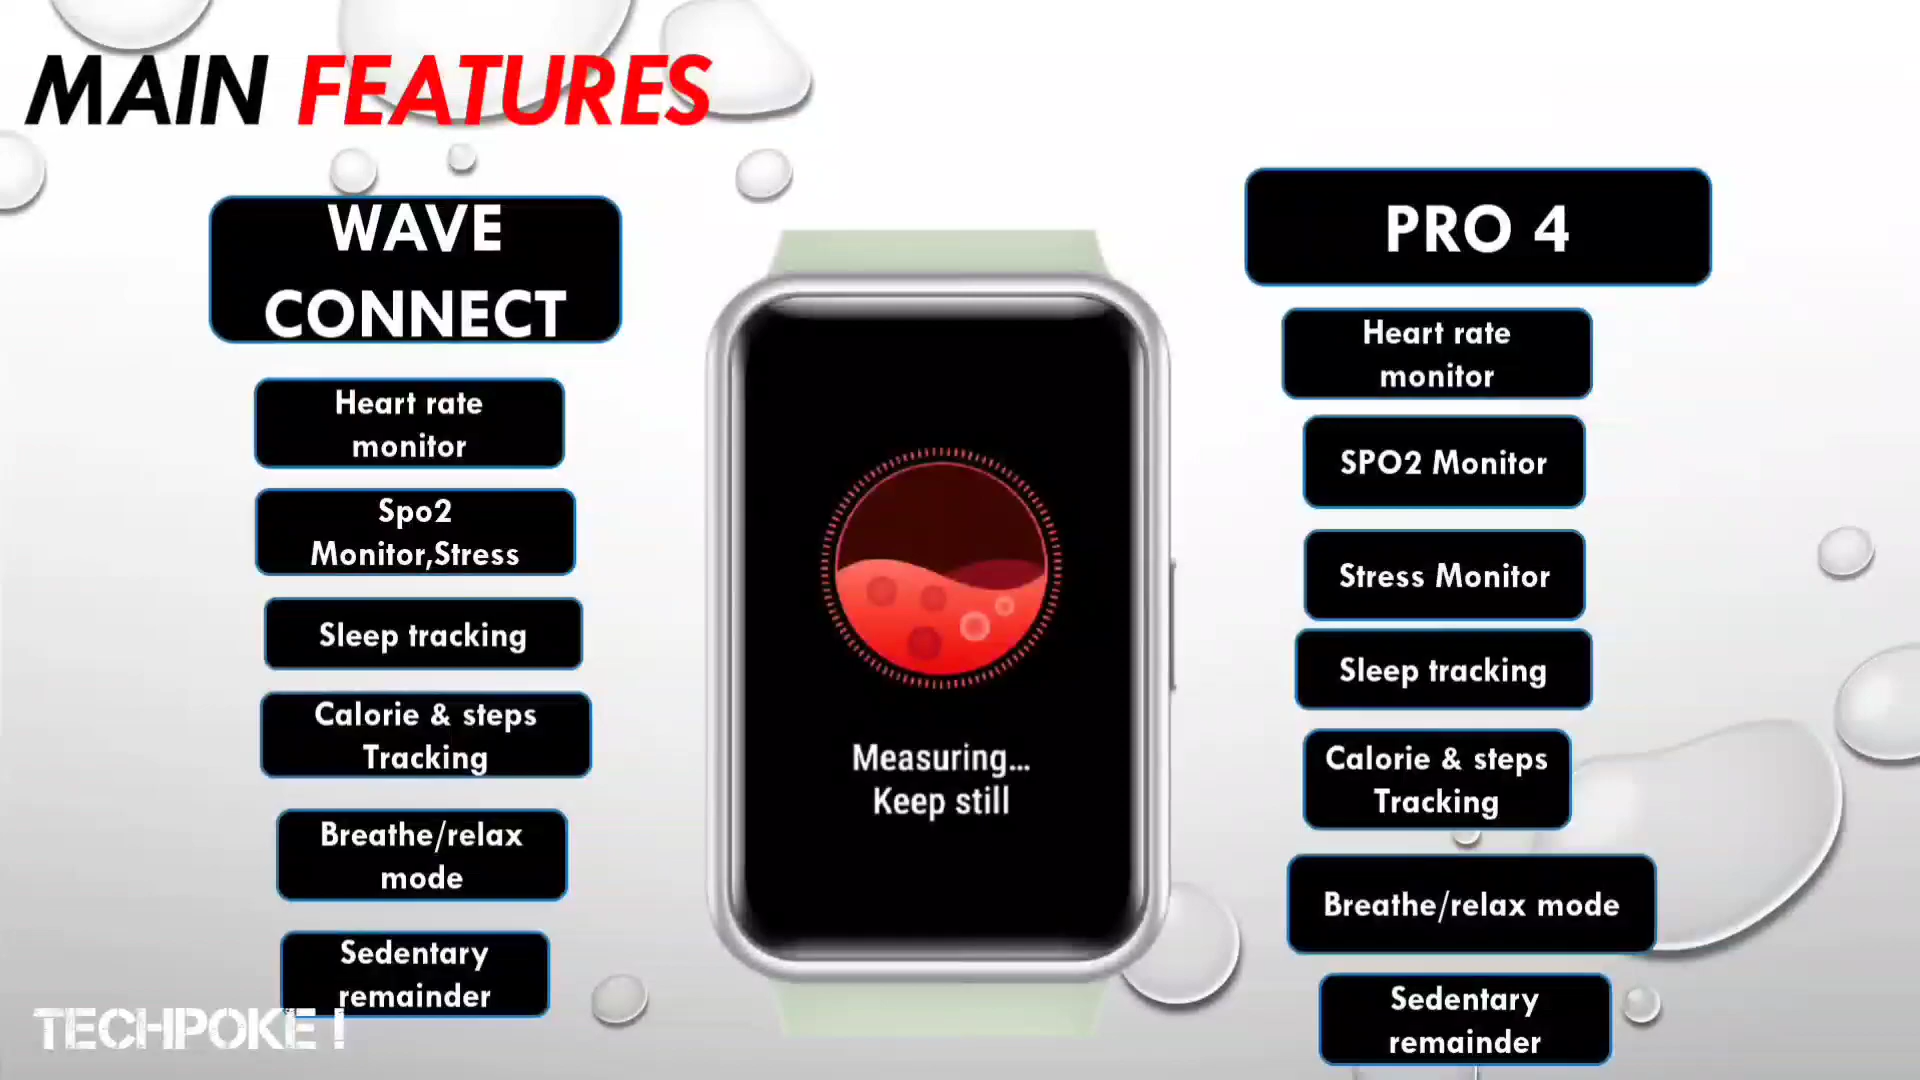 MAIN FEATURES
WAVE
CONNECT
Heart rate
monitor
Spo2
Monitor,Stress
Sleep tracking
Calorie & steps
Tracking
Breathe/relax
mode
Sedentary
remainder
TECHPOKE !
Measuring...
Keep still
PRO 4
Heart rate
monitor
SPO2 Monitor
Stress Monitor
Sleep tracking
Calorie & steps
Tracking
Breathe/relax mode
Sedentary
remainder